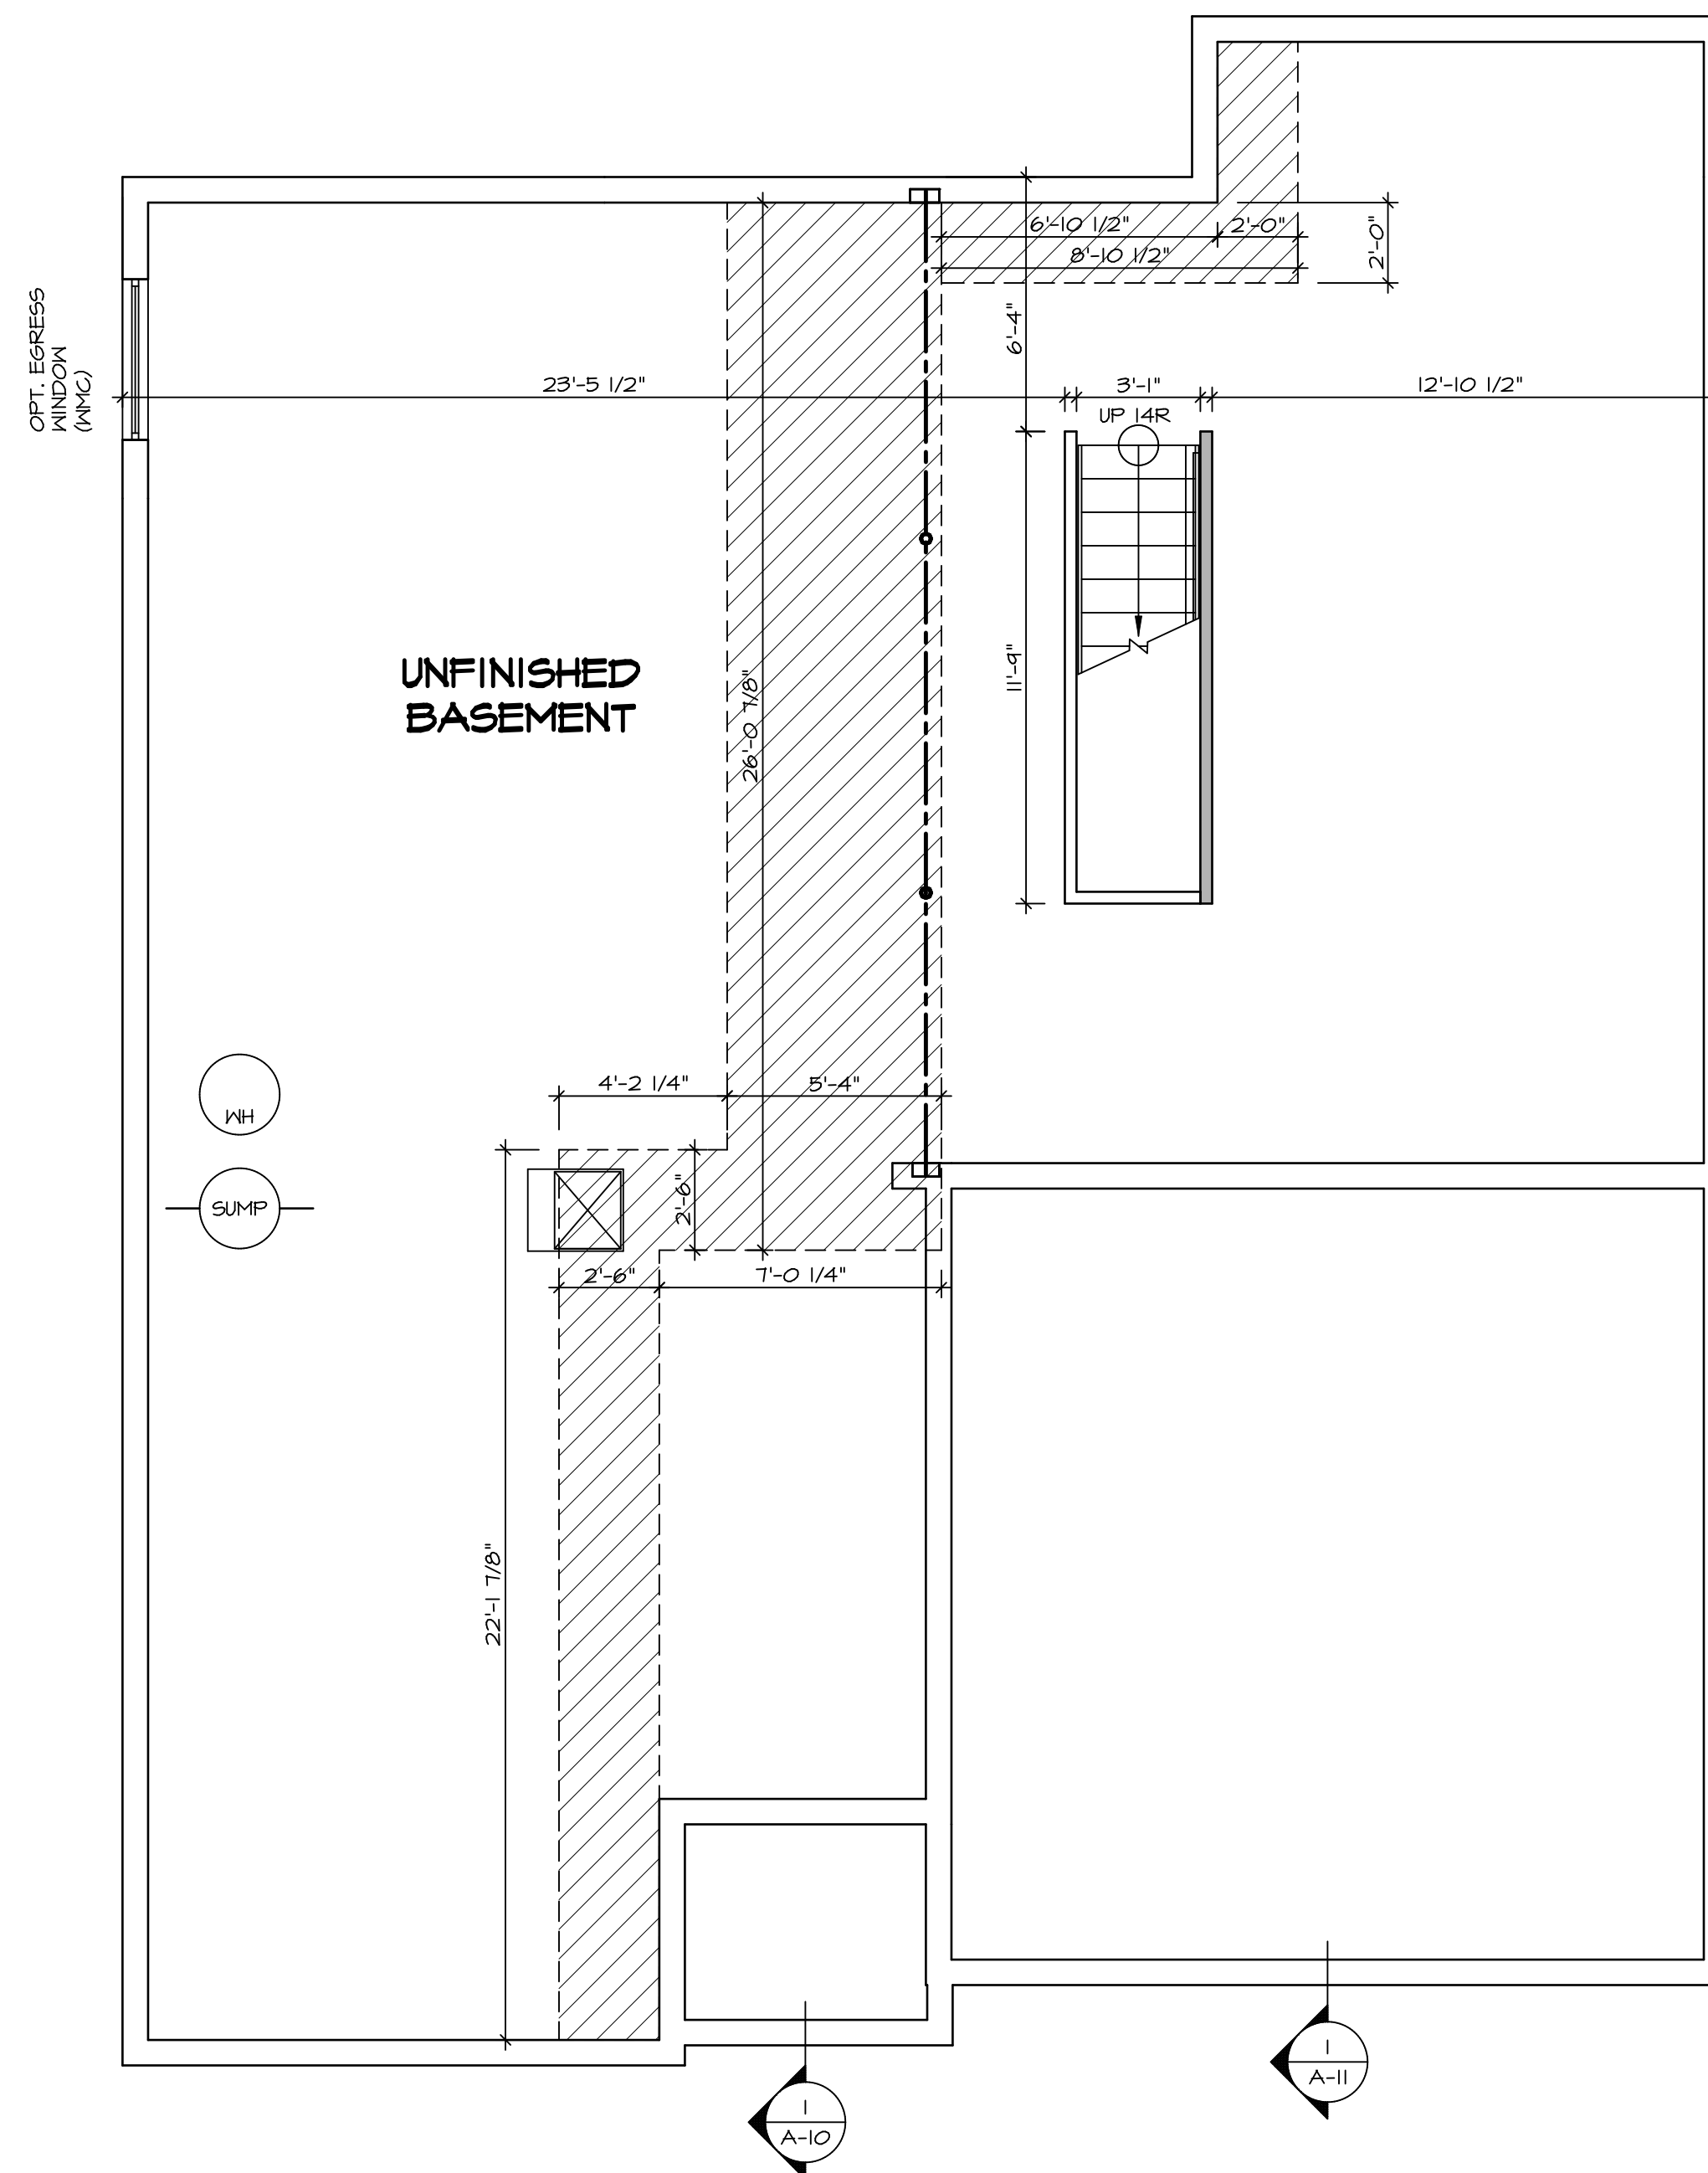 6'-10 1/2"
2'-0"
2'-0"
8'-10 1/2"
OPT. EGRESS
WINDOW
(WMC)
6'-4"
23'-5 1/2"
3'-1"
12'-10 1/2"
UP 14R
UNFINISHED
BASEMENT
11'-9"
26'-0 7/8"
4'-2 1/4"
5'-4"
WH
SUMP
2'-6"
2'-6"
7'-0 1/4"
22'-1 7/8"
1
A-11
1
A-10